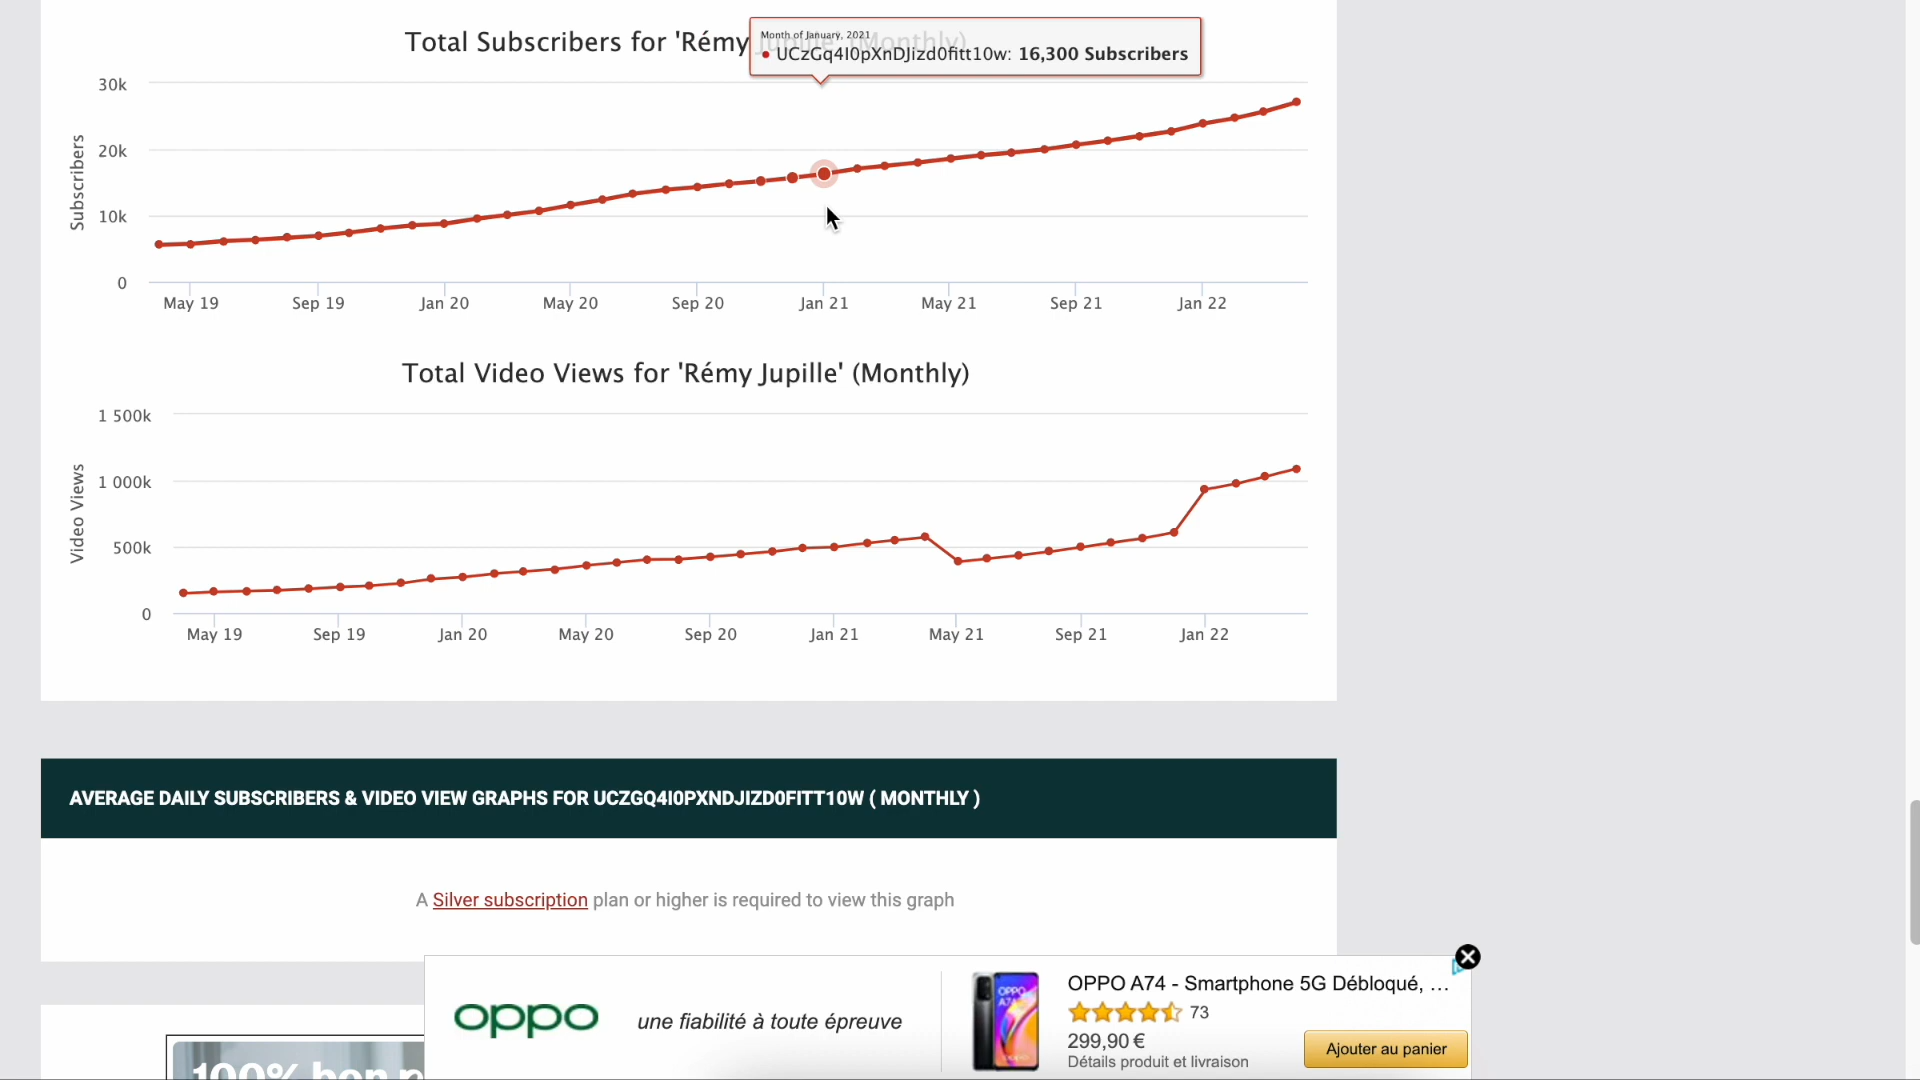 Total Subscribers for 'Rémy Jupille' (Monthly)
Month of January, 2021
UCzGq4I0pXnDJizd0fitt10w: 16,300 Subscribers
Subscribers
30k
20k
10k
0
May 19 Sep 19 Jan 20 May 20 Sep 20 Jan 21 May 21 Sep 21 Jan 22
Total Video Views for 'Rémy Jupille' (Monthly)
Video Views
1 500k
1 000k
500k
0
May 19 Sep 19 Jan 20 May 20 Sep 20 Jan 21 May 21 Sep 21 Jan 22
AVERAGE DAILY SUBSCRIBERS & VIDEO VIEW GRAPHS FOR UCZGQ4I0PXNDJIZD0FITT10W ( MONTHLY )
A Silver subscription plan or higher is required to view this graph
oppo
une fiabilité à toute épreuve
OPPO A74 - Smartphone 5G Débloqué, ...
73
299,90 €
Détails produit et livraison
Ajouter au panier
100% bon